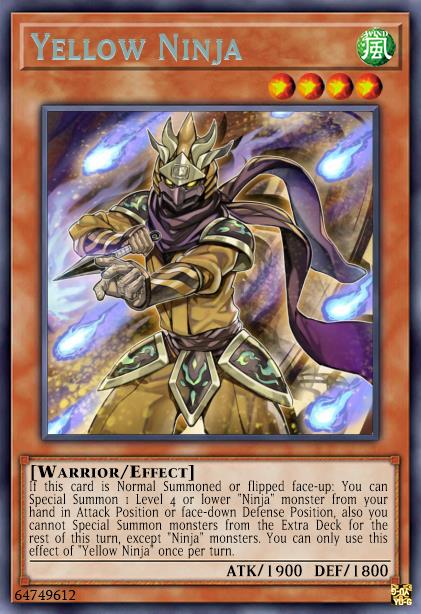 Yellow Ninja
WIND
風
[Warrior/Effect]
If this card is Normal Summoned or flipped face-up: You can
Special Summon 1 Level 4 or lower "Ninja" monster from your
hand in Attack Position or face-down Defense Position, also you
cannot Special Summon monsters from the Extra Deck for the
rest of this turn, except "Ninja" monsters. You can only use this
effect of "Yellow Ninja" once per turn.
ATK/1900 DEF/1800
64749612